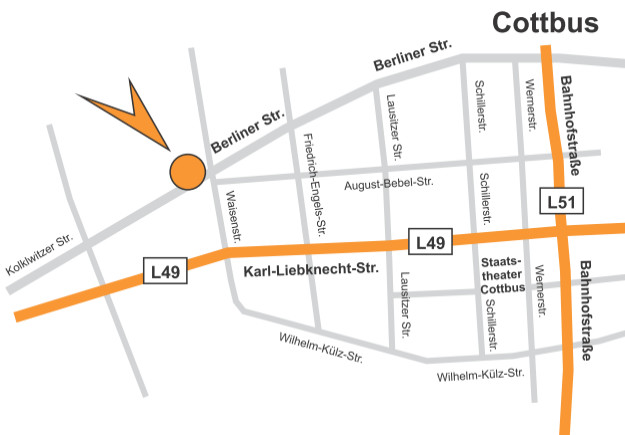 Cottbus
Berliner Str.
Berliner Str.
Bahnhofstraße
Lausitzer Str.
Schillerstr.
Wernerstr.
Friedrich-Engels-Str.
August-Bebel-Str.
Schillerstr.
Waisenstr.
L51
Kolklwitzer Str.
L49
L49
Karl-Liebknecht-Str.
Staats-
theater
Cottbus
Lausitzer Str.
Schillerstr.
Wernerstr.
Bahnhofstraße
Wilhelm-Külz-Str.
Wilhelm-Külz-Str.